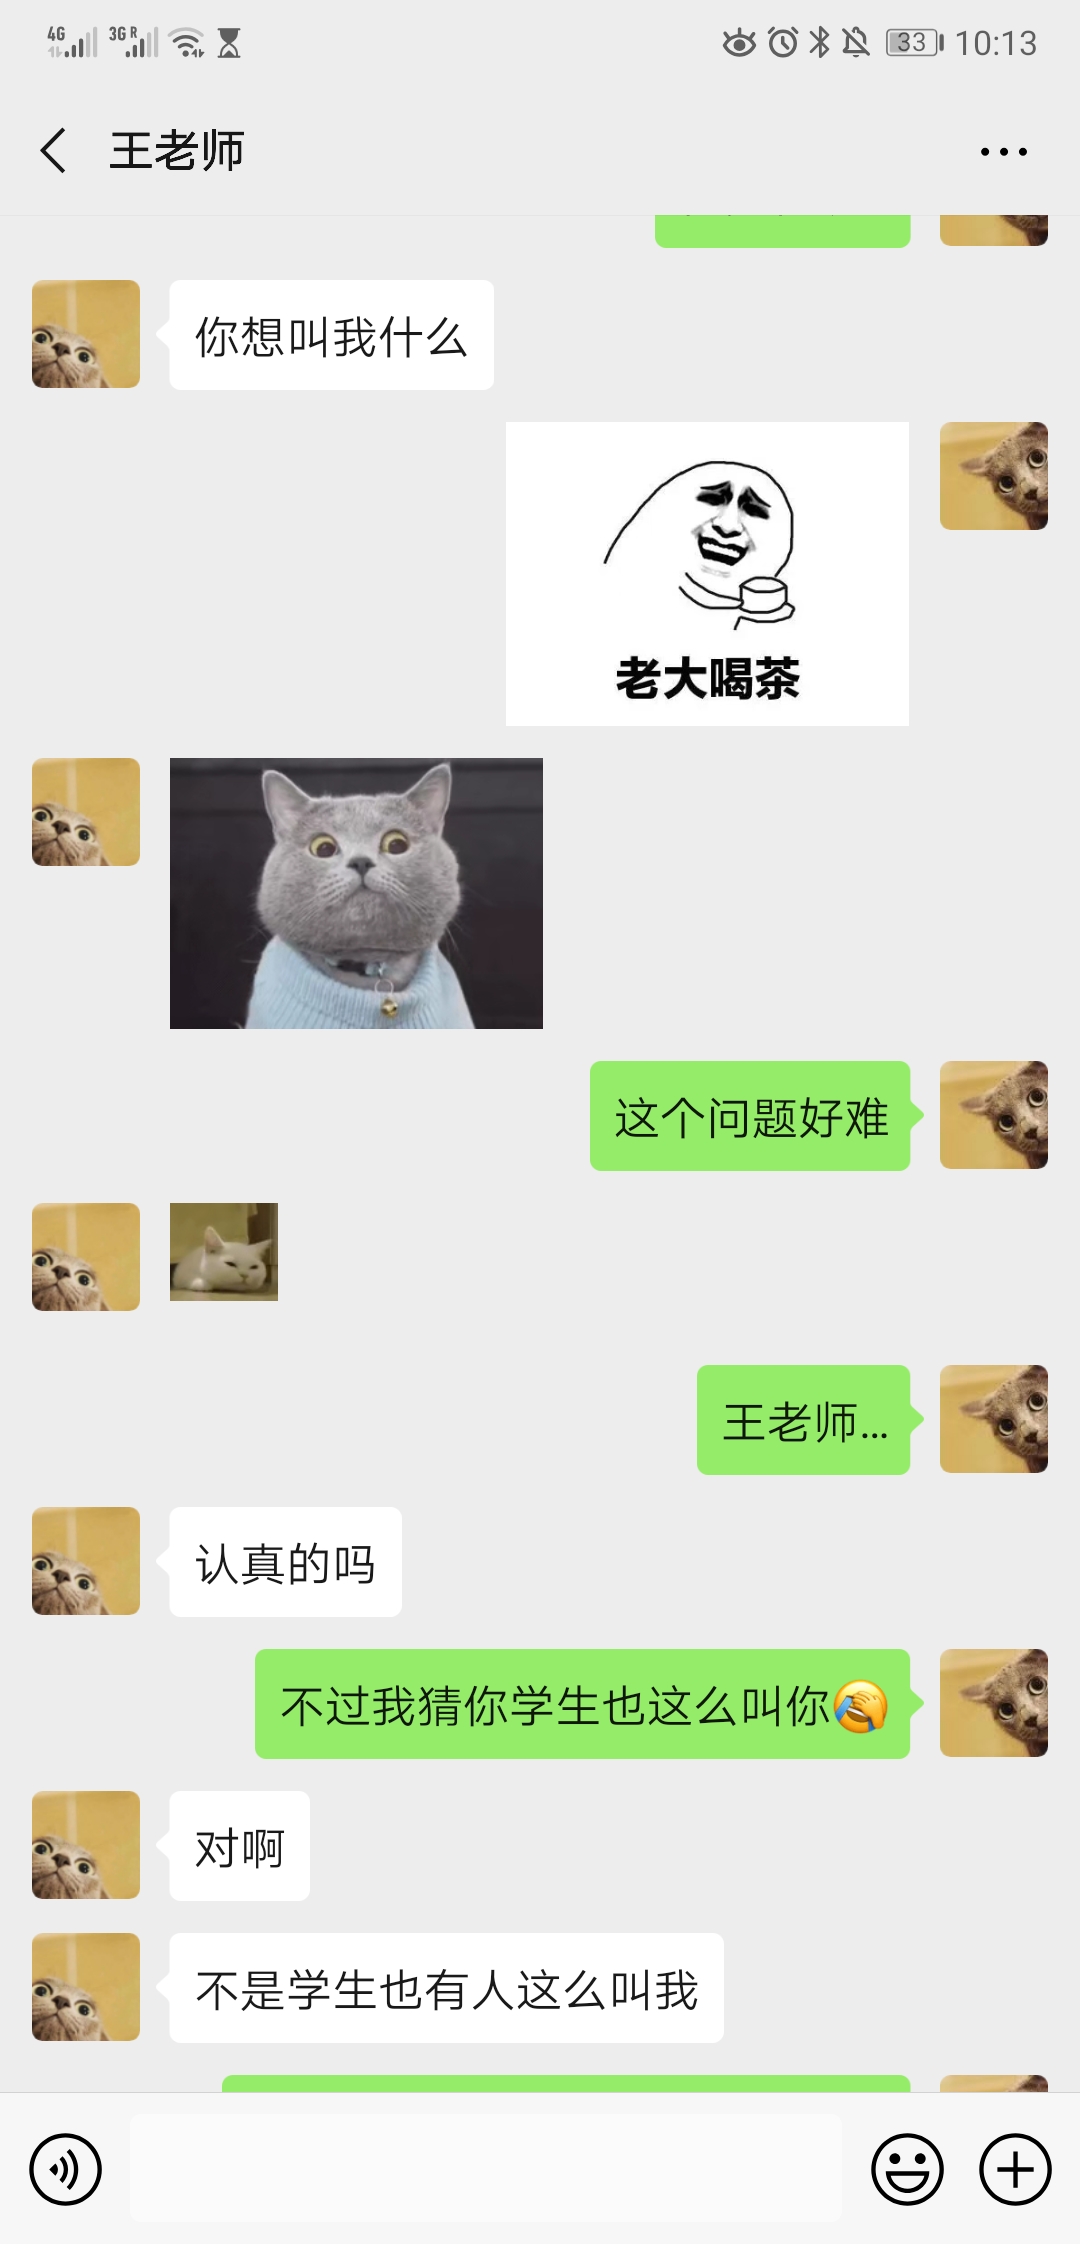 4G 3G R 33 10:13
王老师
你想叫我什么
老大喝茶
这个问题好难
王老师...
认真的吗
不过我猜你学生也这么叫你🤦
对啊
不是学生也有人这么叫我